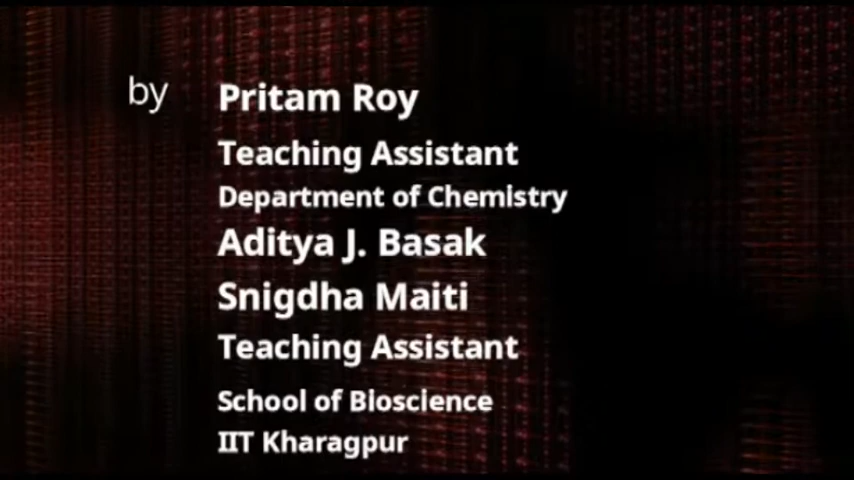 by Pritam Roy
Teaching Assistant
Department of Chemistry
Aditya J. Basak
Snigdha Maiti
Teaching Assistant
School of Bioscience
IIT Kharagpur